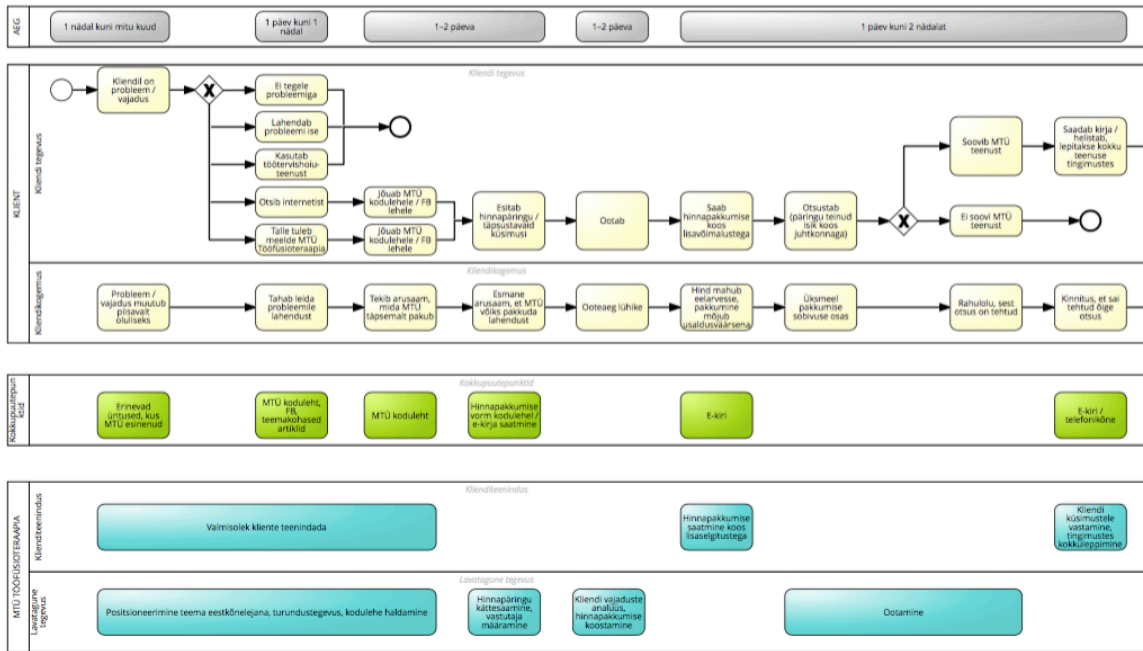 AEG
1 nädal kuni mitu kuud
1 päev kuni 1
nädal
1–2 päeva
1–2 päeva
1 päev kuni 2 nädalat
KLIENT
Kliendi tegevus
Kliendi tegevus
Kliendil on
probleem /
vajadus
X
Ei tegele
probleemiga
Lahendab
probleemi ise
Kasutab
töötervishoiu-
teenust
Otsib internetist
Talle tuleb
meelde MTÜ
Tööfüsioteraapia
Jõuab MTÜ
kodulehele / FB
lehele
Jõuab MTÜ
kodulehele / FB
lehele
Esitab
hinnapäringu /
täpsustavaid
küsimusi
Ootab
Saab
hinnapakkumise
koos
lisavõimalustega
Otsustab
(päringu teinud
isik koos
juhtkonnaga)
X
Soovib MTÜ
teenust
Ei soovi MTÜ
teenust
Saadab kirja /
helistab,
lepitakse kokku
teenuse
tingimustes
Kliendikogemus
Kliendikogemus
Probleem /
vajadus muutub
piisavalt
oluliseks
Tahab leida
probleemile
lahendust
Tekib arusaam,
mida MTÜ
täpsemalt pakub
Esmane
arusaam, et MTÜ
võiks pakkuda
lahendust
Ooteaeg lühike
Hind mahub
eelarvesse,
pakkumine
mõjub
usaldusväärsena
Üksmeel
pakkumise
sobivuse osas
Rahulolu, sest
otsus on tehtud
Kinnitus, et sai
tehtud õige
otsus
Kokkupuutepun
ktid
Kokkupuutepunktid
Erinevad
üritused, kus
MTÜ esinenud
MTÜ koduleht,
FB,
teemakohased
artiklid
MTÜ koduleht
Hinnapakkumise
vorm kodulehel /
e-kirja saatmine
E-kiri
E-kiri /
telefonikõne
MTÜ TÖÖFÜSIOTERAAPIA
Klienditeenindus
Klienditeenindus
Valmisolek kliente teenindada
Hinnapakkumise
saatmine koos
lisaselgitustega
Kliendi
küsimustele
vastamine,
tingimustes
kokkuleppimine
Lavatagune
tegevus
Lavatagune tegevus
Positsioneerimine teema eestkõnelejana, turundustegevus, kodulehe haldamine
Hinnapäringu
kättesaamine,
vastutaja
määramine
Kliendi vajaduste
analüüs,
hinnapakkumise
koostamine
Ootamine